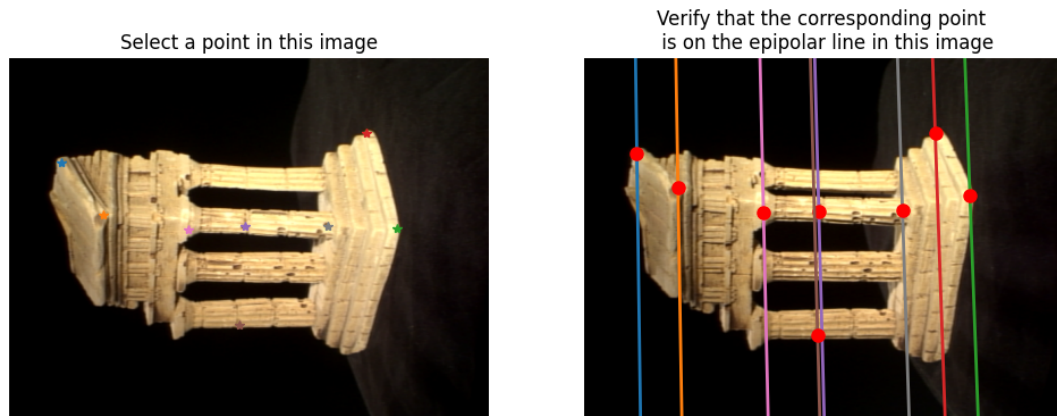 Select a point in this image
Verify that the corresponding point
is on the epipolar line in this image